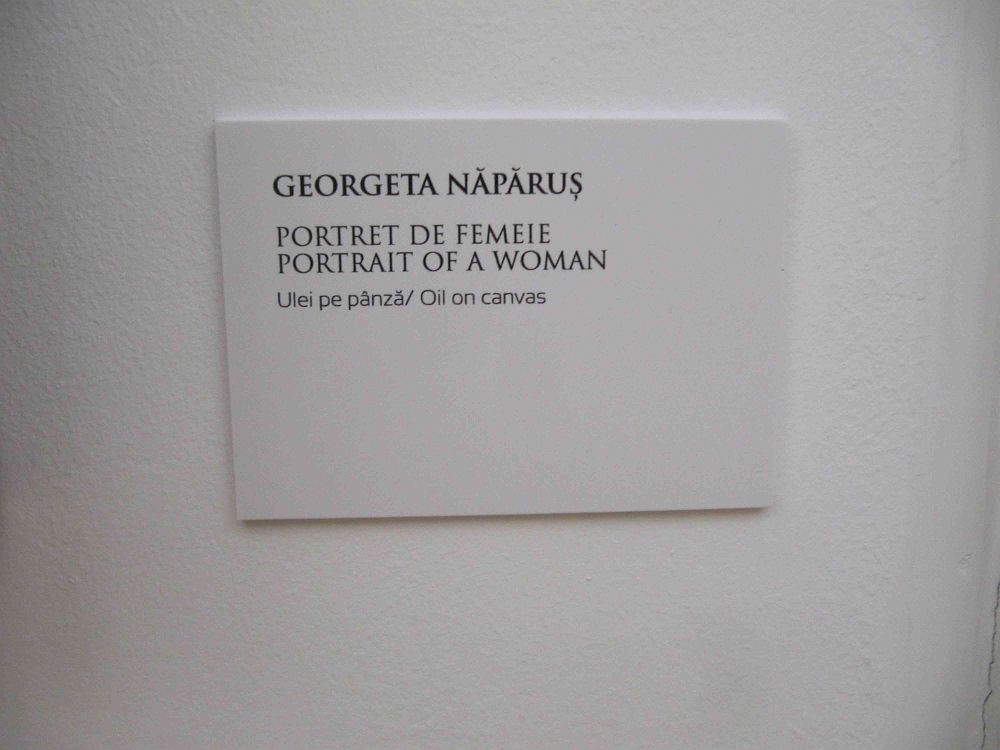 GEORGETA NĂPĂRUȘ
PORTRET DE FEMEIE
PORTRAIT OF A WOMAN
Ulei pe pânză/ Oil on canvas